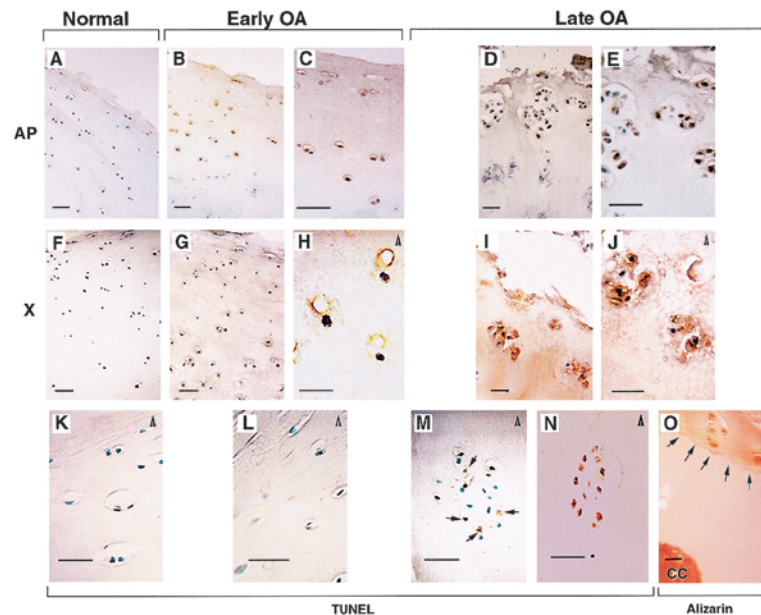 Normal Early OA Late OA
A B C D E
AP
F G H I J
X
K L M N O
CC
TUNEL Alizarin